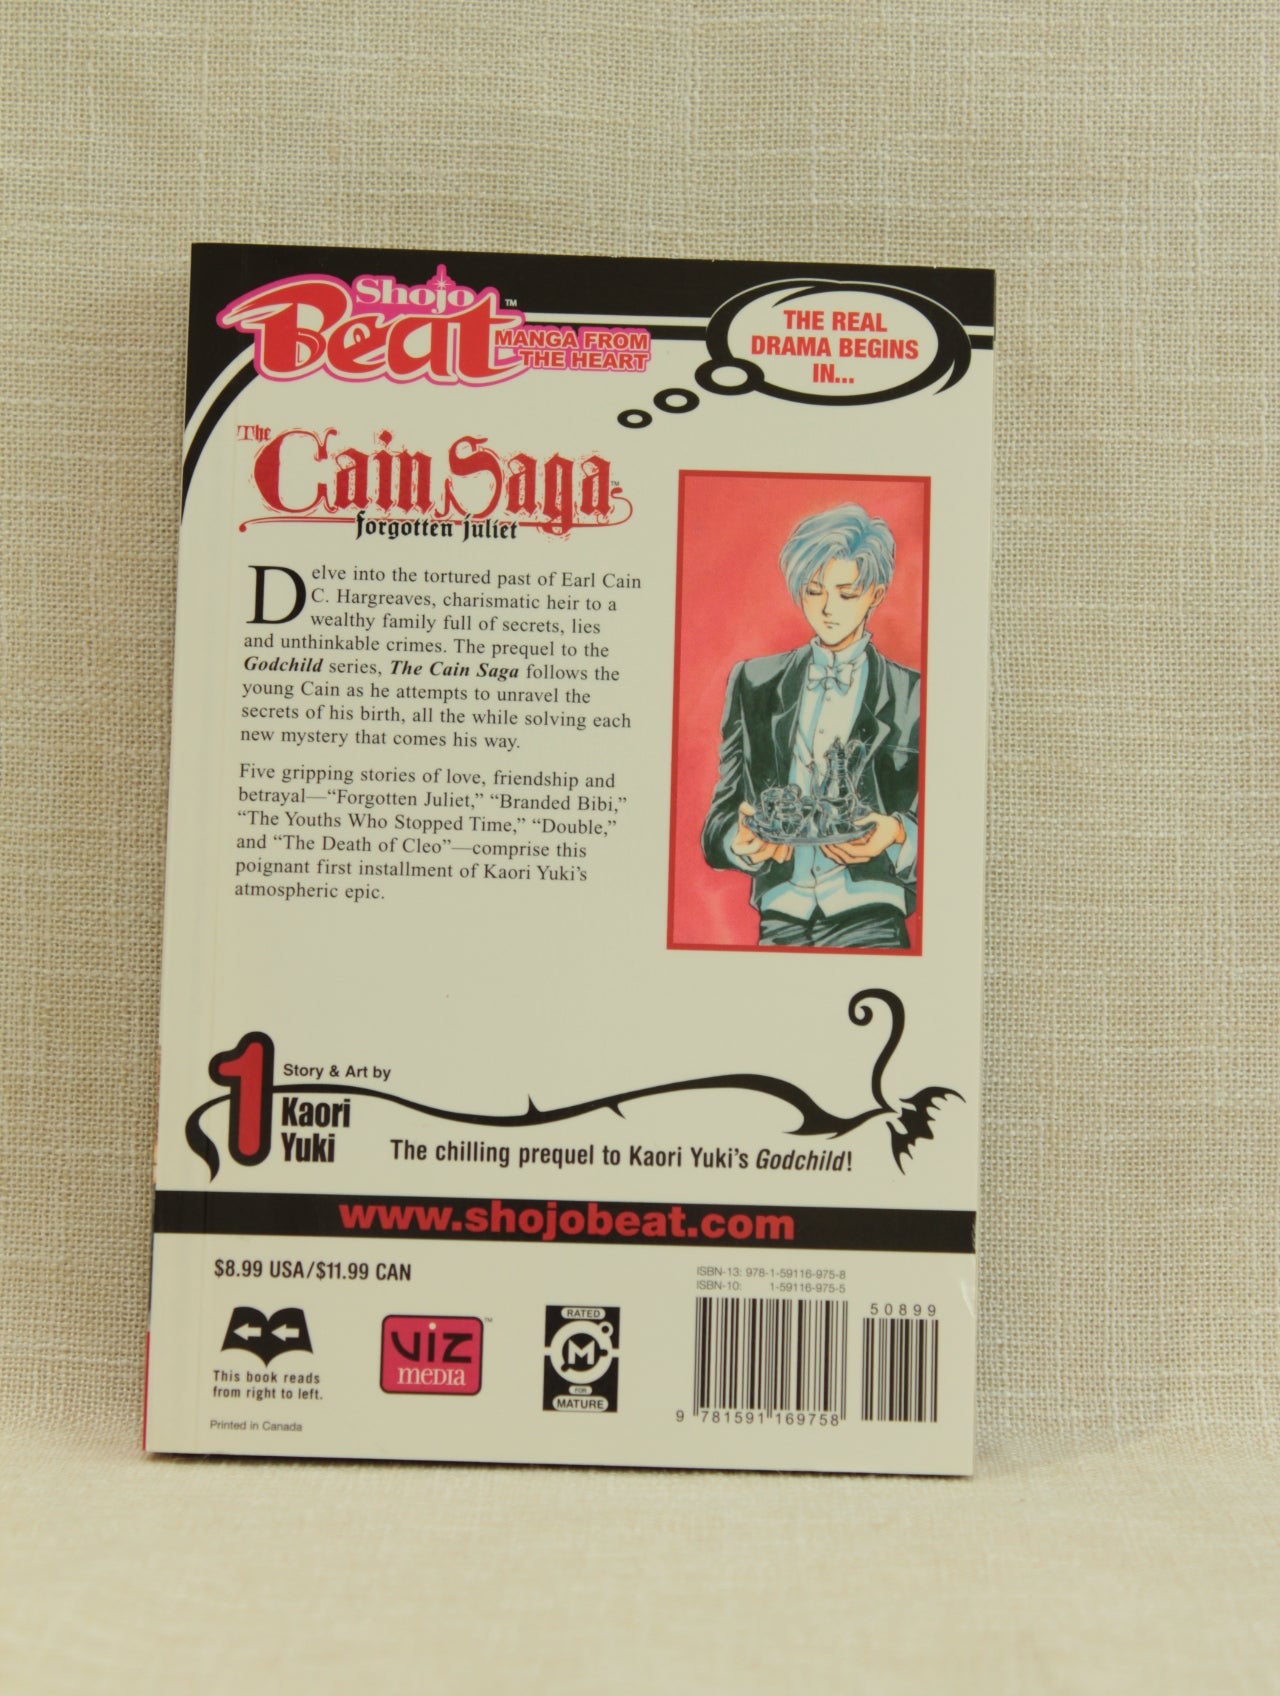 Shojo
Beat™
MANGA FROM
THE HEART
THE REAL
DRAMA BEGINS
IN...
The
Cain Saga™
forgotten juliet
Delve into the tortured past of Earl Cain
C. Hargreaves, charismatic heir to a
wealthy family full of secrets, lies
and unthinkable crimes. The prequel to the
Godchild series, The Cain Saga follows the
young Cain as he attempts to unravel the
secrets of his birth, all the while solving each
new mystery that comes his way.
Five gripping stories of love, friendship and
betrayal—“Forgotten Juliet,” “Branded Bibi,”
“The Youths Who Stopped Time,” “Double,”
and “The Death of Cleo”—comprise this
poignant first installment of Kaori Yuki’s
atmospheric epic.
1
Story & Art by
Kaori
Yuki
The chilling prequel to Kaori Yuki’s Godchild!
www.shojobeat.com
$8.99 USA/$11.99 CAN
This book reads
from right to left.
Printed in Canada
VIZ™
MEDIA
RATED
M
FOR
MATURE
ISBN-13: 978-1-59116-975-8
ISBN-10: 1-59116-975-5
50899
9 781591 169758